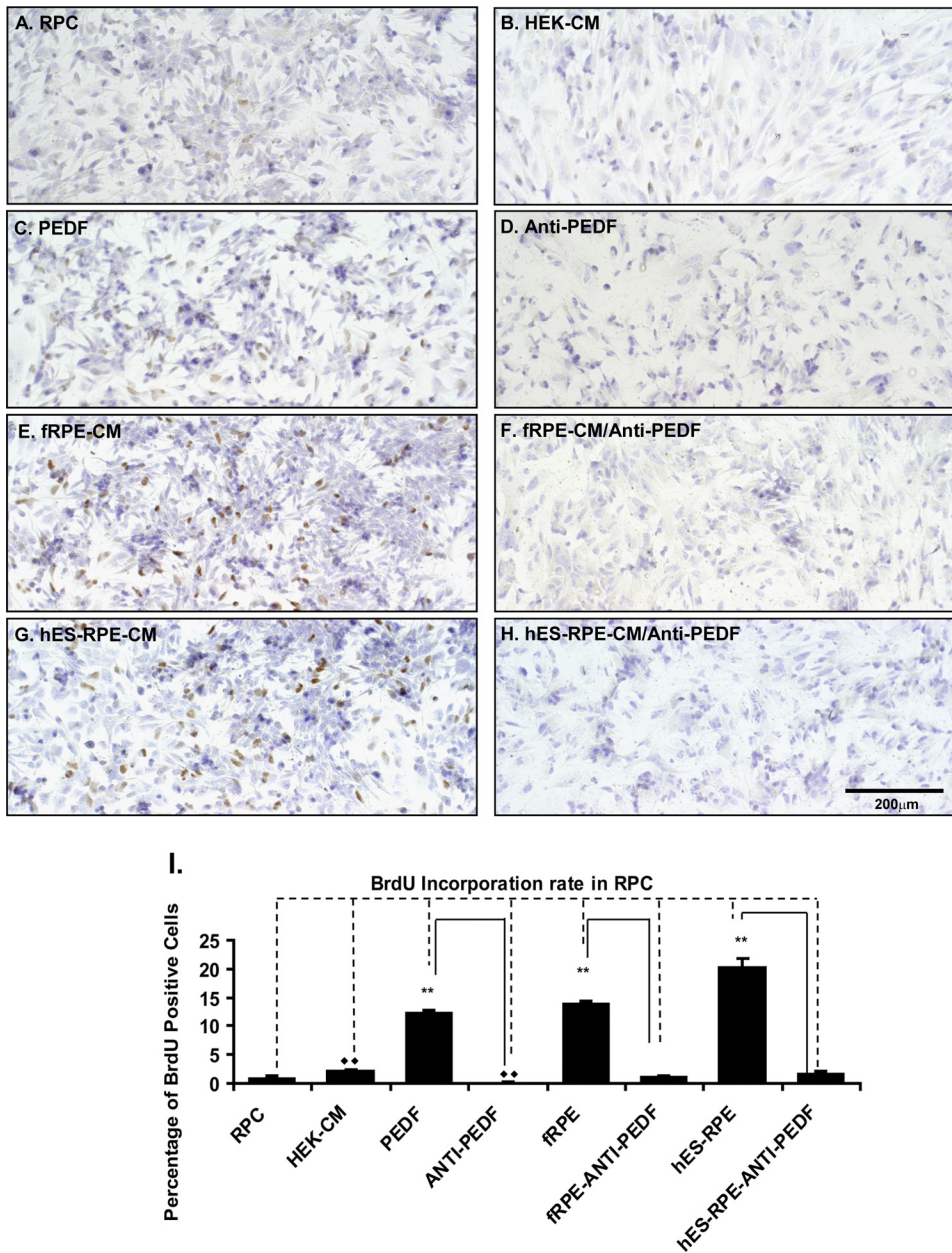 A. RPC
B. HEK-CM
C. PEDF
D. Anti-PEDF
E. fRPE-CM
F. fRPE-CM/Anti-PEDF
G. hES-RPE-CM
H. hES-RPE-CM/Anti-PEDF
200µm
I.
BrdU Incorporation rate in RPC
Percentage of BrdU Positive Cells
25
20
15
10
5
0
**
**
**
RPC
HEK-CM
PEDF
ANTI-PEDF
fRPE
fRPE-ANTI-PEDF
hES-RPE
hES-RPE-ANTI-PEDF